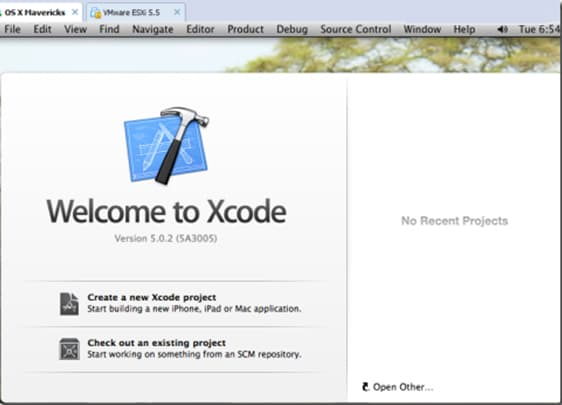 OS X Mavericks
VMware ESXi 5.5
File Edit View Find Navigate Editor Product Debug Source Control Window Help Tue 6:54
Welcome to Xcode
Version 5.0.2 (5A3005)
No Recent Projects
Create a new Xcode project
Start building a new iPhone, iPad or Mac application.
Check out an existing project
Start working on something from an SCM repository.
Open Other...